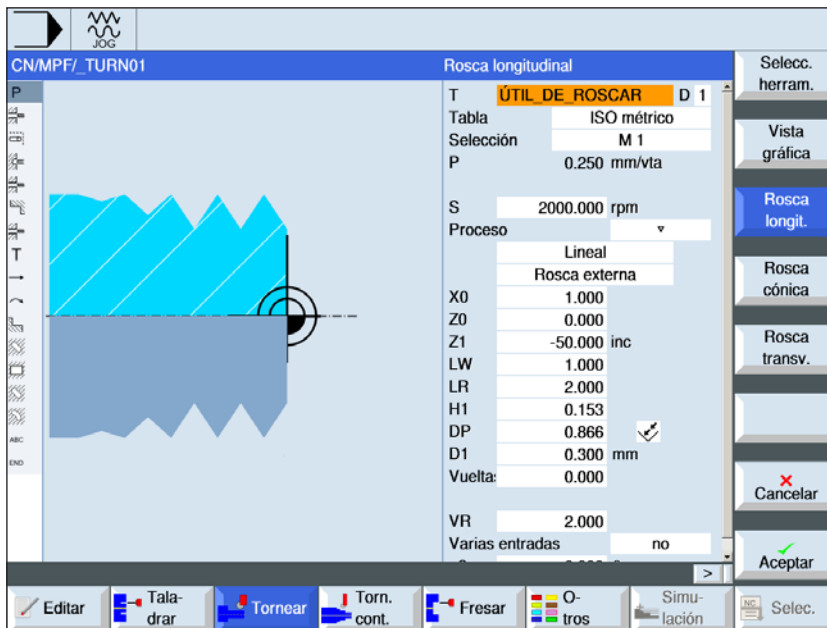 JOG
CN/MPF/_TURN01
Rosca longitudinal
P
T
ABC
END
T ÚTIL_DE_ROSCAR D 1
Tabla ISO métrico
Selección M 1
P 0.250 mm/vta
S 2000.000 rpm
Proceso ▿
Lineal
Rosca externa
X0 1.000
Z0 0.000
Z1 -50.000 inc
LW 1.000
LR 2.000
H1 0.153
DP 0.866
D1 0.300 mm
Vuelta: 0.000
VR 2.000
Varias entradas no
>
Selecc.
herram.
Vista
gráfica
Rosca
longit.
Rosca
cónica
Rosca
transv.
Cancelar
Aceptar
Editar
Tala-
drar
Tornear
Torn.
cont.
Fresar
O-
tros
Simu-
lación
NC
Selec.